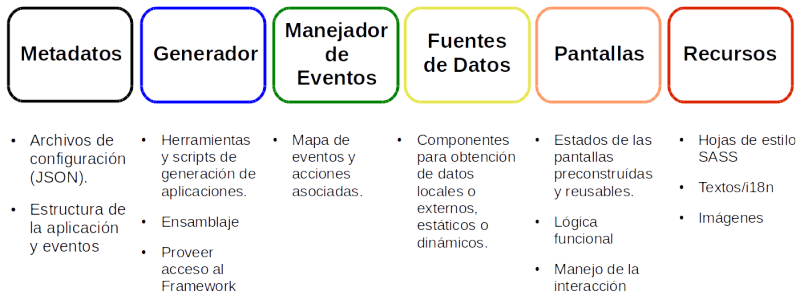 Metadatos
Generador
Manejador
de
Eventos
Fuentes
de Datos
Pantallas
Recursos
• Archivos de
configuración
(JSON).
• Estructura de
la aplicación
y eventos
• Herramientas
y scripts de
generación de
aplicaciones.
• Ensamblaje
• Proveer
acceso al
Framework
• Mapa de
eventos y
acciones
asociadas.
• Componentes
para obtención
de datos
locales o
externos,
estáticos o
dinámicos.
• Estados de las
pantallas
preconstruídas
y reusables.
• Lógica
funcional
• Manejo de la
interacción
• Hojas de estilo
SASS
• Textos/i18n
• Imágenes